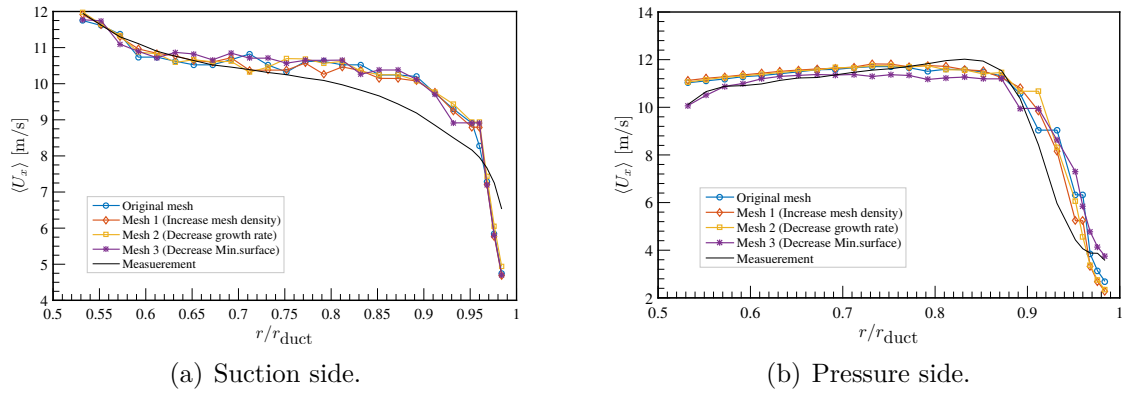 12
11
10
9
8
7
6
5
4
⟨U_x⟩ [m/s]
Original mesh
Mesh 1 (Increase mesh density)
Mesh 2 (Decrease growth rate)
Mesh 3 (Decrease Min.surface)
Measuerement
0.5 0.55 0.6 0.65 0.7 0.75 0.8 0.85 0.9 0.95 1
r/r_duct
(a) Suction side.
14
12
10
8
6
4
2
⟨U_x⟩ [m/s]
Original mesh
Mesh 1 (Increase mesh density)
Mesh 2 (Decrease growth rate)
Mesh 3 (Decrease Min.surface)
Measuerement
0.5 0.6 0.7 0.8 0.9 1
r/r_duct
(b) Pressure side.